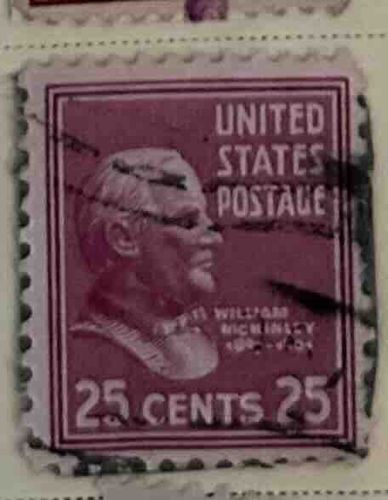 UNITED
STATES
POSTAGE
WILLIAM
MCKINLEY
25 CENTS 25